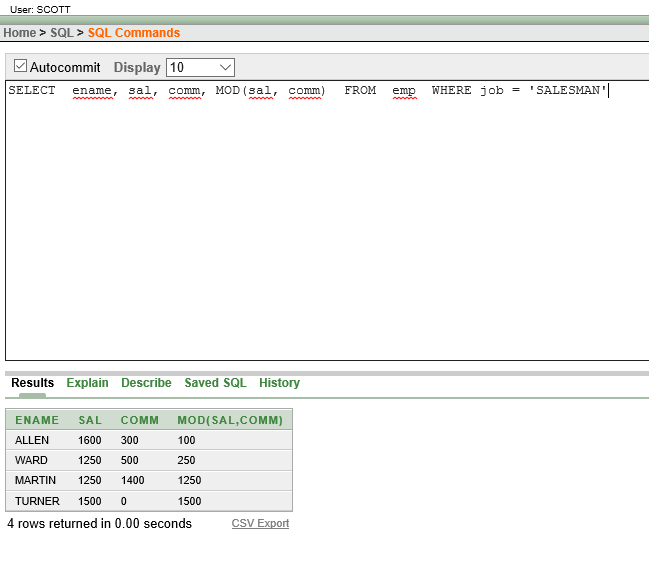 User: SCOTT
Home > SQL > SQL Commands
Autocommit Display 10
SELECT ename, sal, comm, MOD(sal, comm) FROM emp WHERE job = 'SALESMAN'
Results Explain Describe Saved SQL History
ENAME SAL COMM MOD(SAL,COMM)
ALLEN 1600 300 100
WARD 1250 500 250
MARTIN 1250 1400 1250
TURNER 1500 0 1500
4 rows returned in 0.00 seconds CSV Export